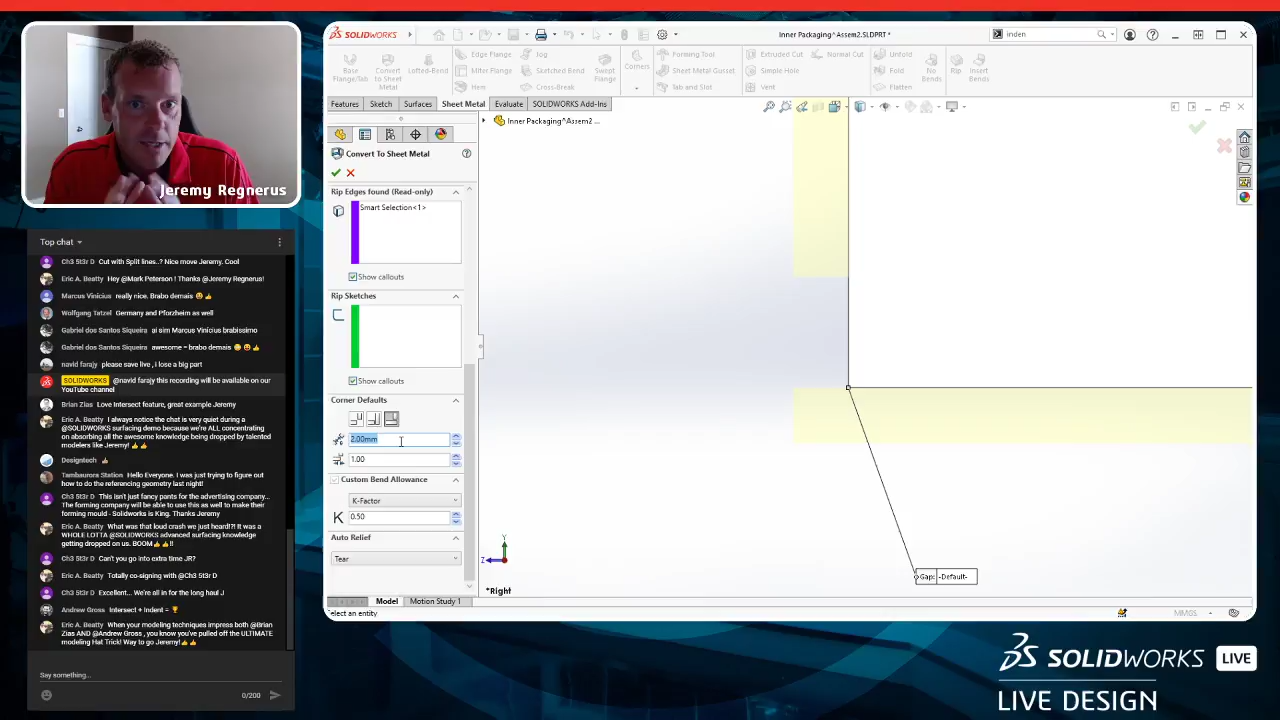 SOLIDWORKS
Inner Packaging^Assem2.SLDPRT *
inden
Base Flange/Tab
Convert to Sheet Metal
Lofted-Bend
Edge Flange
Miter Flange
Hem
Jog
Sketched Bend
Cross-Break
Swept Flange
Corners
Forming Tool
Sheet Metal Gusset
Tab and Slot
Extruded Cut
Simple Hole
Vent
Normal Cut
Unfold
Fold
Flatten
No Bends
Rip
Insert Bends
Features
Sketch
Surfaces
Sheet Metal
Evaluate
SOLIDWORKS Add-Ins
Inner Packaging^Assem2 ...
Convert To Sheet Metal
Rip Edges found (Read-only)
Smart Selection<1>
Show callouts
Rip Sketches
Show callouts
Corner Defaults
2.00mm
1.00
Custom Bend Allowance
K-Factor
K
0.50
Auto Relief
Tear
Y
Z
*Right
Gap: -Default-
Model
Motion Study 1
Select an entity
MMGS
Jeremy Regnerus
Top chat
Ch3 5t3r D Cut with Split lines..? Nice move Jeremy. Cool
Eric A. Beatty Hey @Mark Peterson ! Thanks @Jeremy Regnerus!
Marcus Vinícius really nice. Brabo demais
Wolfgang Tatzel Germany and Pforzheim as well
Gabriel dos Santos Siqueira ai sim Marcus Vinicius brabissimo
Gabriel dos Santos Siqueira awesome = brabo demais
navid farajy please save live , i lose a big part
SOLIDWORKS @navid farajy this recording will be available on our
YouTube channel
Brian Zias Love Intersect feature, great example Jeremy
Eric A. Beatty I always notice the chat is very quiet during a
@SOLIDWORKS surfacing demo because we're ALL concentrating
on absorbing all the awesome knowledge being dropped by talented
modelers like Jeremy!
Designtech
Tambaurora Station Hello Everyone. I was just trying to figure out
how to the referencing geometry last night!
Ch3 5t3r D This isn't just fancy pants for the advertising company...
The forming company will be able to use this as well to make their
forming mould - Solidworks is King. Thanks Jeremy
Eric A. Beatty What was that loud crash we just heard!?! It was a
WHOLE LOTTA @SOLIDWORKS advanced surfacing knowledge
getting dropped on us. BOOM
!!
Ch3 5t3r D Can't you go into extra time JR?
Eric A. Beatty Totally co-signing with @Ch3 5t3r D
Ch3 5t3r D Excellent... We're all in for the long haul J
Andrew Gross Intersect + Indent =
Eric A. Beatty When your modeling techniques impress both @Brian
Zias AND @Andrew Gross , you know you've pulled off the ULTIMATE
modeling Hat Trick! Way to go Jeremy!
Say something...
0/200
SOLIDWORKS LIVE
LIVE DESIGN